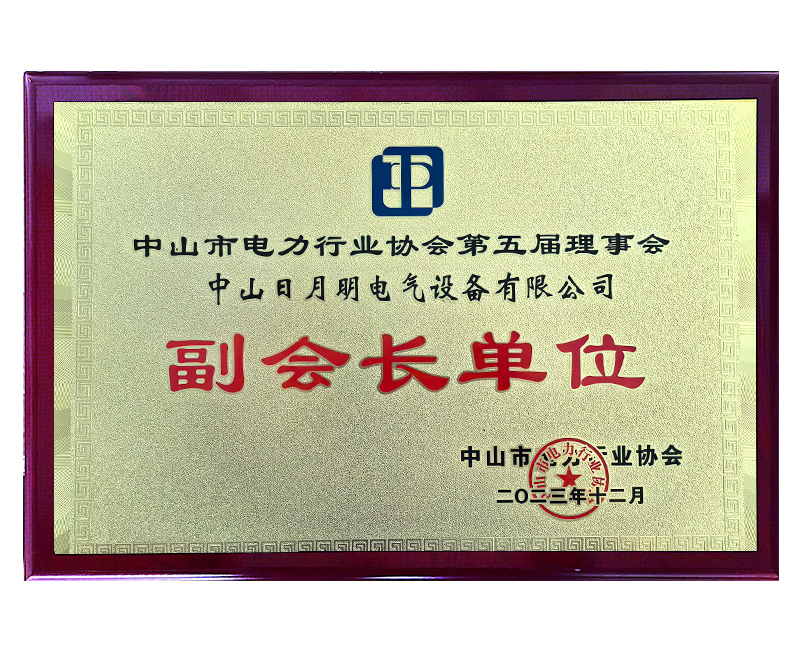 中山市电力行业协会第五届理事会
中山日月明电气设备有限公司
副会长单位
中山市电力行业协会
二〇二三年十二月